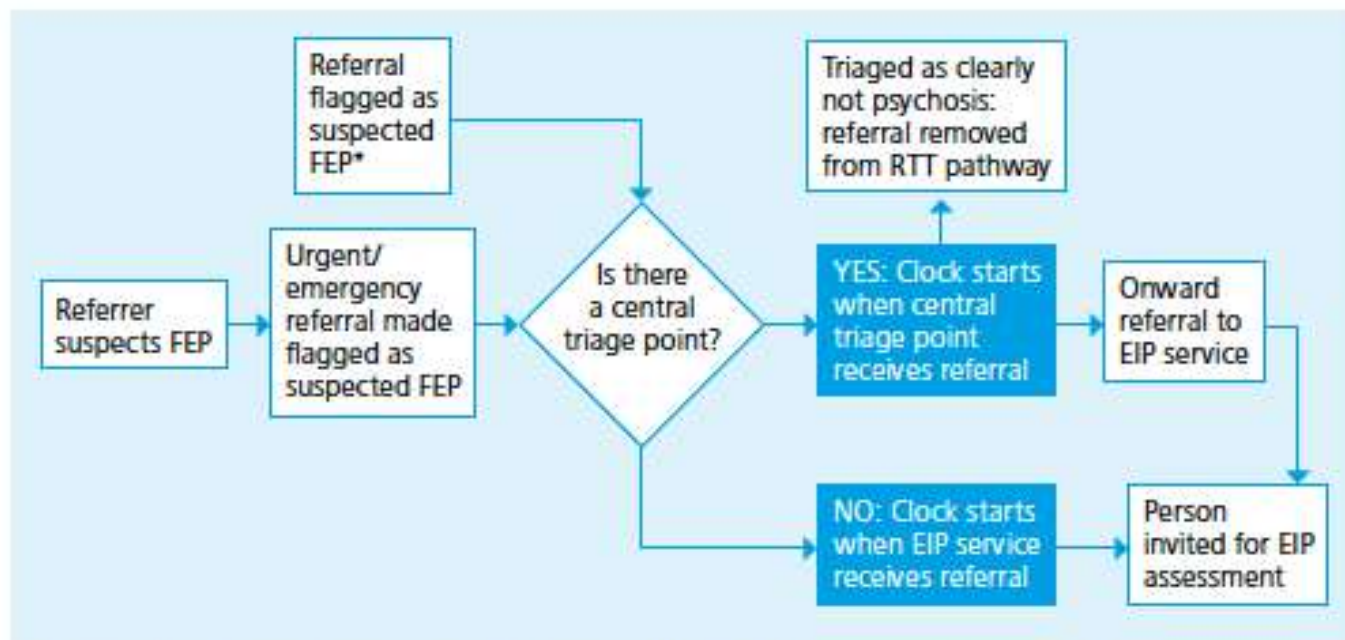 Referral
flagged as
suspected
FEP*
Triaged as clearly
not psychosis:
referral removed
from RTT pathway
Referrer
suspects FEP
Urgent/
emergency
referral made
flagged as
suspected FEP
Is there
a central
triage point?
YES: Clock starts
when central
triage point
receives referral
Onward
referral to
EIP service
NO: Clock starts
when EIP service
receives referral
Person
invited for EIP
assessment